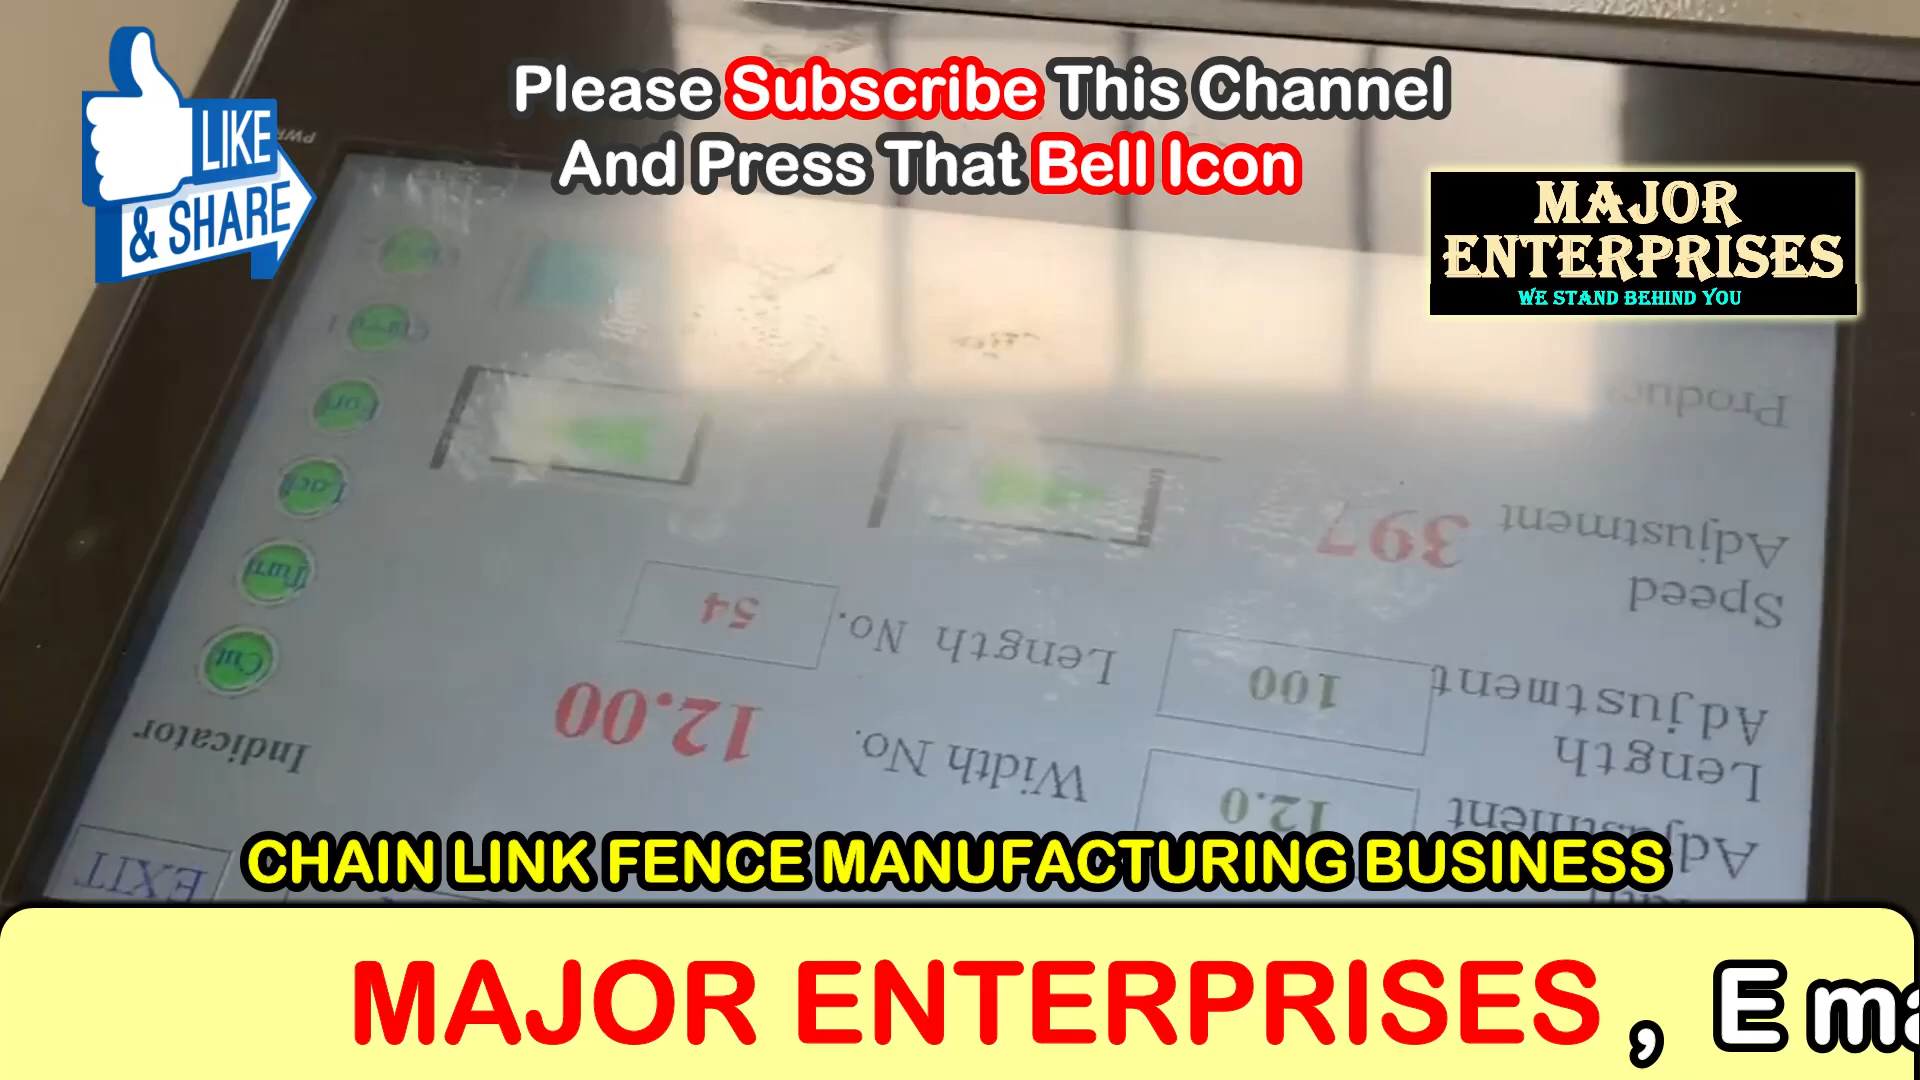 LIKE
& SHARE
Please Subscribe This Channel
And Press That Bell Icon
MAJOR
ENTERPRISES
WE STAND BEHIND YOU
PWR
Adjustment
397
Speed
Length No.
54
Adjustment
100
Length
Width No.
12.00
12.0
Indicator
Cut
Turn
EXIT
CHAIN LINK FENCE MANUFACTURING BUSINESS
MAJOR ENTERPRISES ,